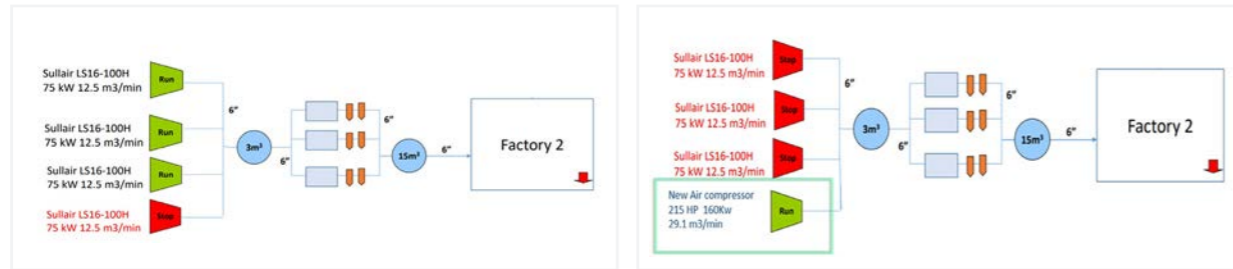 Sullair LS16-100H
75 kW 12.5 m3/min
Run
6"
Sullair LS16-100H
75 kW 12.5 m3/min
Run
3m³
6"
6"
15m³
6"
Factory 2
Sullair LS16-100H
75 kW 12.5 m3/min
Run
Sullair LS16-100H
75 kW 12.5 m3/min
Stop
Sullair LS16-100H
75 kW 12.5 m3/min
Stop
6"
Sullair LS16-100H
75 kW 12.5 m3/min
Stop
3m³
6"
6"
15m³
6"
Factory 2
Sullair LS16-100H
75 kW 12.5 m3/min
Stop
New Air compressor
215 HP 160Kw
29.1 m3/min
Run